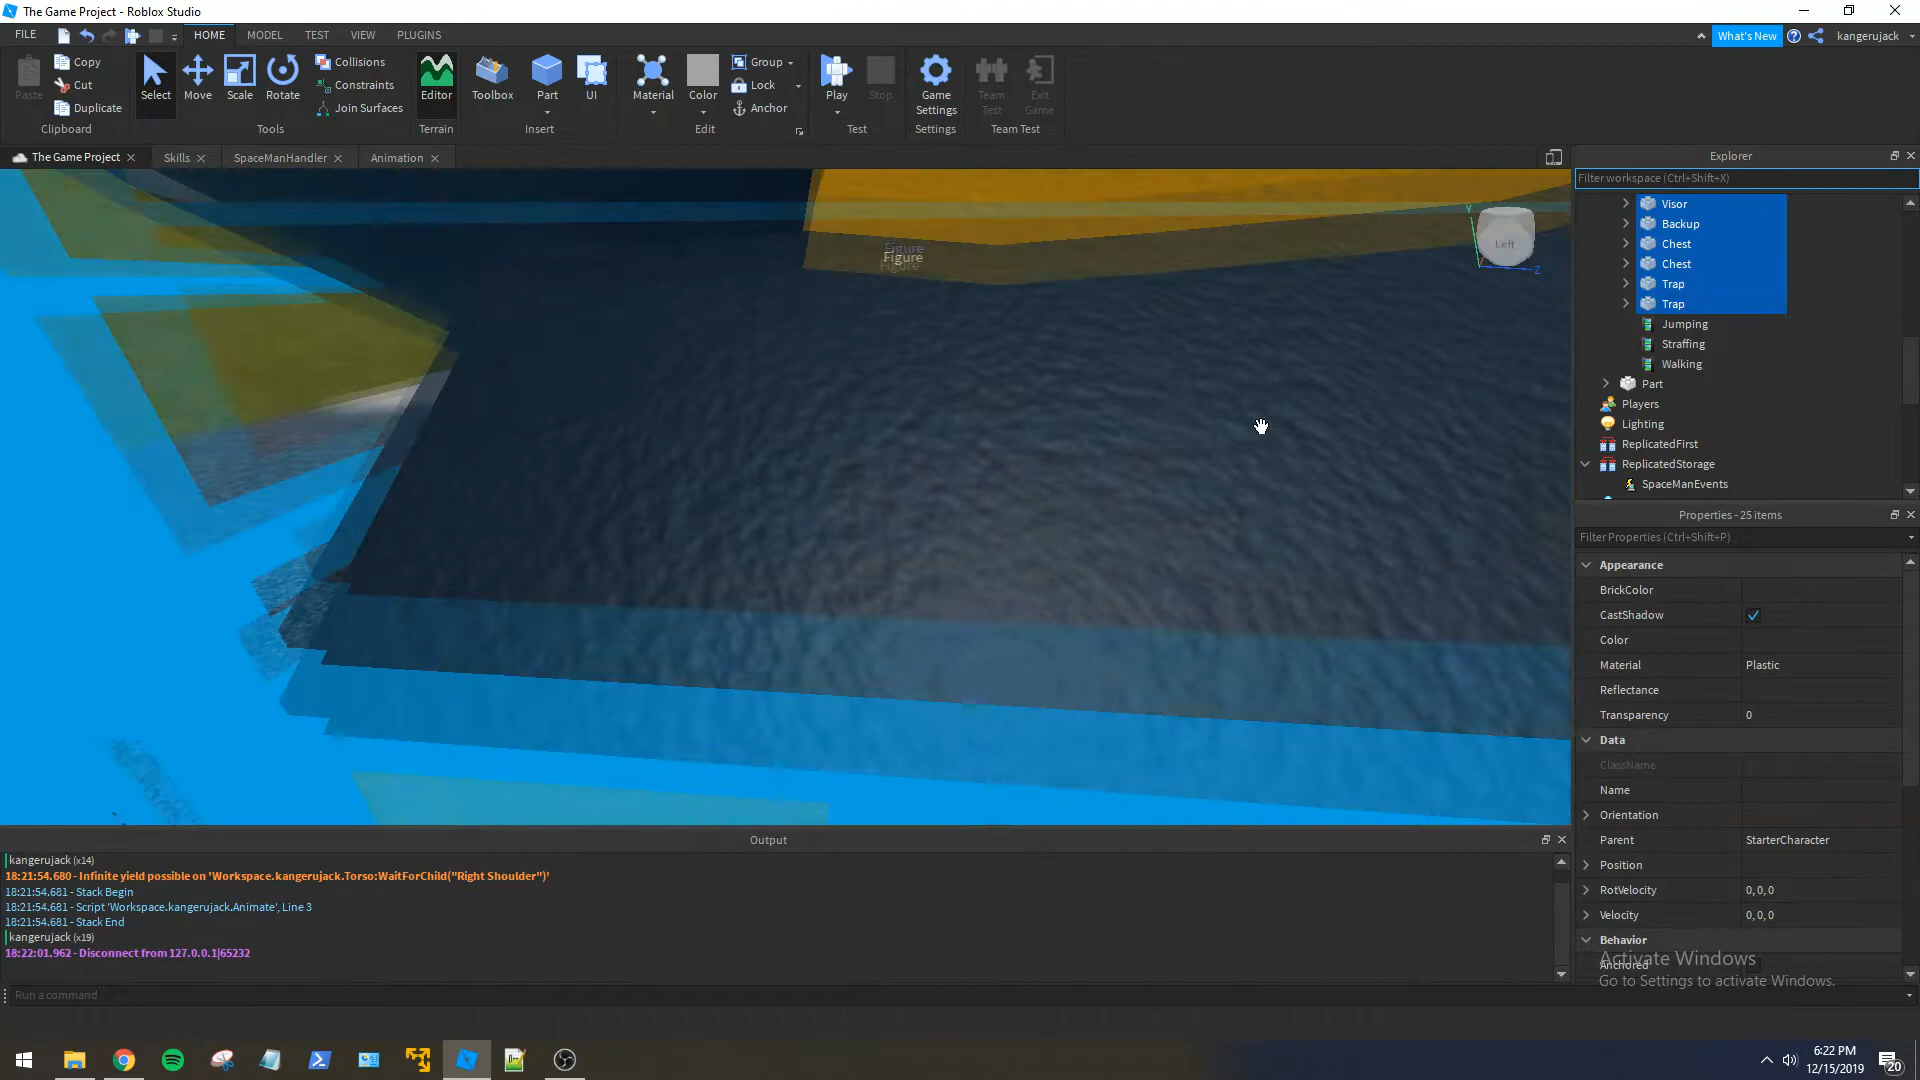 The Game Project - Roblox Studio
FILE
HOME
MODEL
TEST
VIEW
PLUGINS
What's New
kangerujack
Paste
Copy
Cut
Duplicate
Clipboard
Select
Move
Scale
Rotate
Collisions
Constraints
Join Surfaces
Tools
Editor
Terrain
Toolbox
Part
UI
Insert
Material
Color
Group
Lock
Anchor
Edit
Play
Stop
Test
Game
Settings
Settings
Team
Test
Exit
Game
Team Test
The Game Project
Skills
SpaceManHandler
Animation
Figure
Figure
Figure
Y
Left
Z
Explorer
Filter workspace (Ctrl+Shift+X)
Visor
Backup
Chest
Chest
Trap
Trap
Jumping
Straffing
Walking
Part
Players
Lighting
ReplicatedFirst
ReplicatedStorage
SpaceManEvents
Properties - 25 items
Filter Properties (Ctrl+Shift+P)
Appearance
BrickColor
CastShadow
Color
Material Plastic
Reflectance
Transparency 0
Data
ClassName
Name
Orientation
Parent StarterCharacter
Position
RotVelocity 0, 0, 0
Velocity 0, 0, 0
Behavior
Anchored
Activate Windows
Go to Settings to activate Windows.
Output
kangerujack (x14)
18:21:54.680 - Infinite yield possible on 'Workspace.kangerujack.Torso:WaitForChild("Right Shoulder")'
18:21:54.681 - Stack Begin
18:21:54.681 - Script 'Workspace.kangerujack.Animate', Line 3
18:21:54.681 - Stack End
kangerujack (x19)
18:22:01.962 - Disconnect from 127.0.0.1|65232
Run a command
6:22 PM
12/15/2019
20